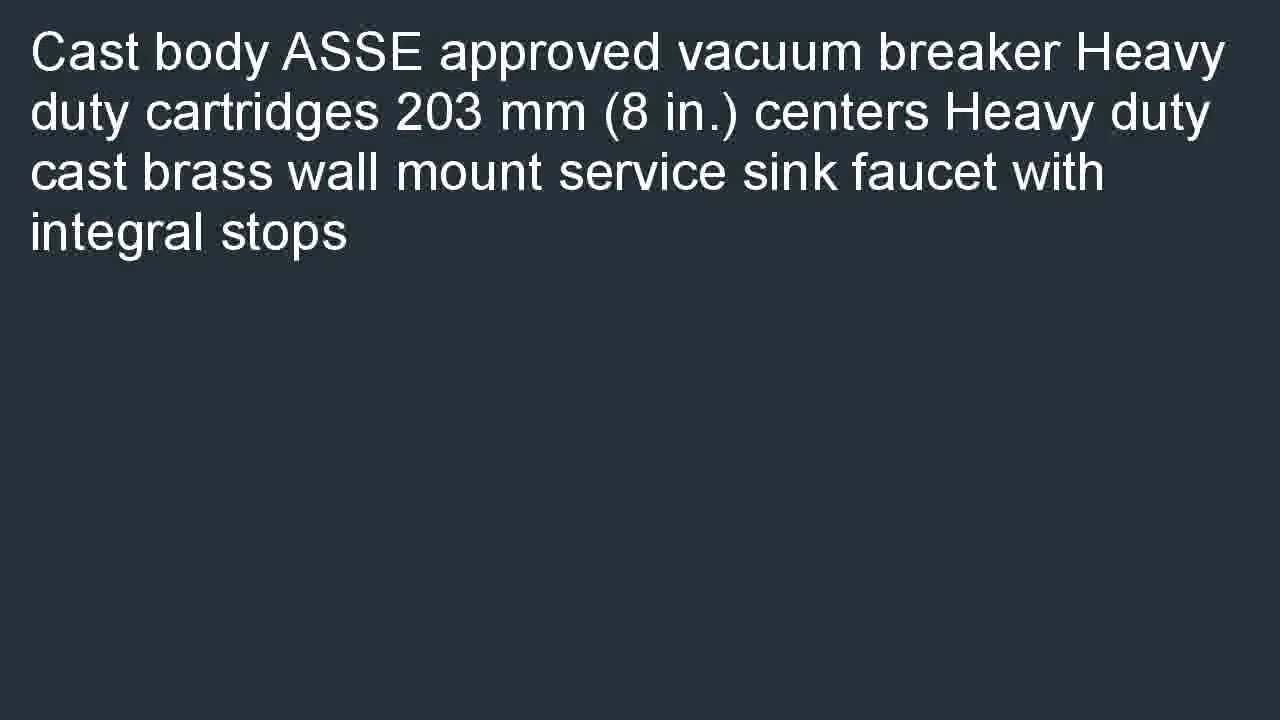 Cast body ASSE approved vacuum breaker Heavy
duty cartridges 203 mm (8 in.) centers Heavy duty
cast brass wall mount service sink faucet with
integral stops